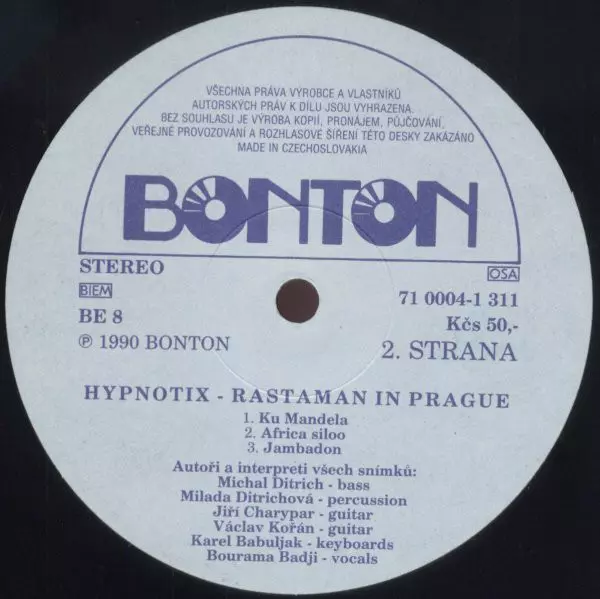 VŠECHNA PRÁVA VÝROBCE A VLASTNÍKŮ
AUTORSKÝCH PRÁV K DÍLU JSOU VYHRAZENA.
BEZ SOUHLASU JE VÝROBA KOPIÍ, PRONÁJEM, PŮJČOVÁNÍ,
VEŘEJNÉ PROVOZOVÁNÍ A ROZHLASOVÉ ŠÍŘENÍ TÉTO DESKY ZAKÁZÁNO
MADE IN CZECHOSLOVAKIA
BONTON
STEREO
OSA
BIEM
71 0004-1 311
BE 8
Kčs 50,-
℗ 1990 BONTON
2. STRANA
HYPNOTIX - RASTAMAN IN PRAGUE
1. Ku Mandela
2. Africa siloo
3. Jambadon
Autoři a interpreti všech snímků:
Michal Ditrich - bass
Milada Ditrichová - percussion
Jiří Charypar - guitar
Václav Kořán - guitar
Karel Babuljak - keyboards
Bourama Badji - vocals